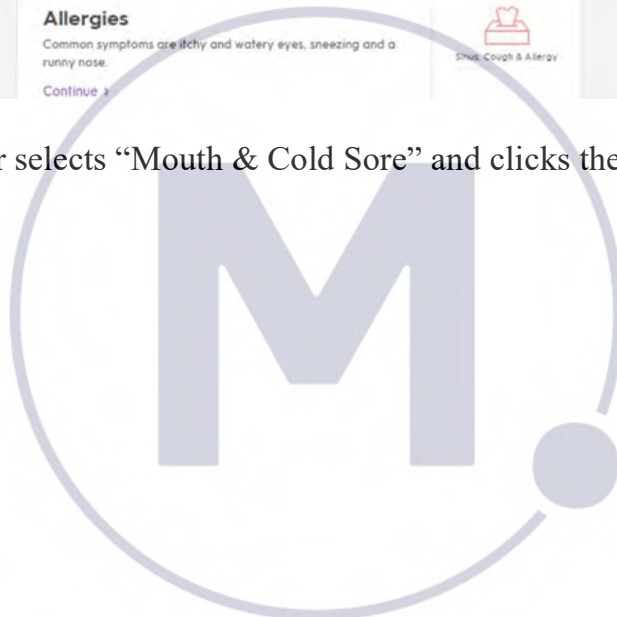 Allergies
Common symptoms are itchy and watery eyes, sneezing and a
runny nose.
Continue >
Sinus, Cough & Allergy
r selects “Mouth & Cold Sore” and clicks the
M